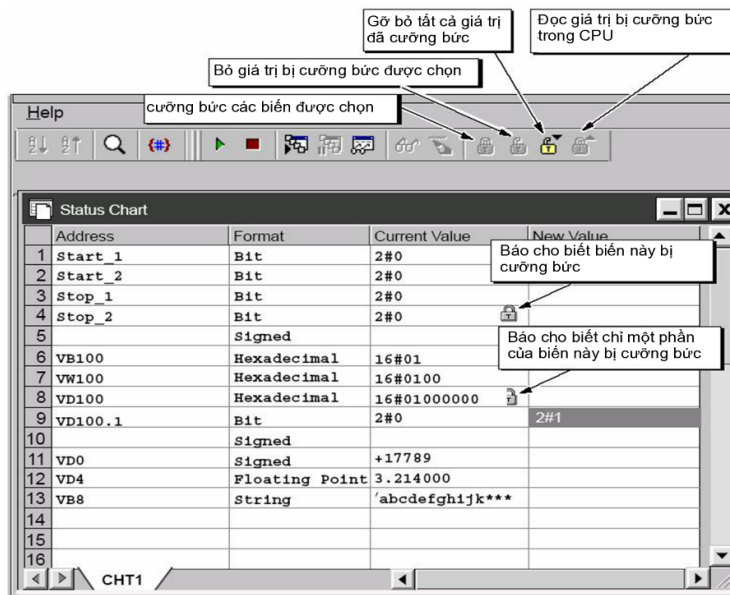 Gỡ bỏ tất cả giá trị
đã cưỡng bức
Đọc giá trị bị cưỡng bức
trong CPU
Bỏ giá trị bị cưỡng bức được chọn
cưỡng bức các biến được chọn
Help
Status Chart
Address Format Current Value New Value
1 Start_1 Bit 2#0
2 Start_2 Bit 2#0
3 Stop_1 Bit 2#0
4 Stop_2 Bit 2#0
5 Signed
6 VB100 Hexadecimal 16#01
7 VW100 Hexadecimal 16#0100
8 VD100 Hexadecimal 16#01000000
9 VD100.1 Bit 2#0 2#1
10 Signed
11 VD0 Signed +17789
12 VD4 Floating Point 3.214000
13 VB8 String 'abcdefghijk***
14
15
16
Báo cho biết biến này bị
cưỡng bức
Báo cho biết chỉ một phần
của biến này bị cưỡng bức
CHT1